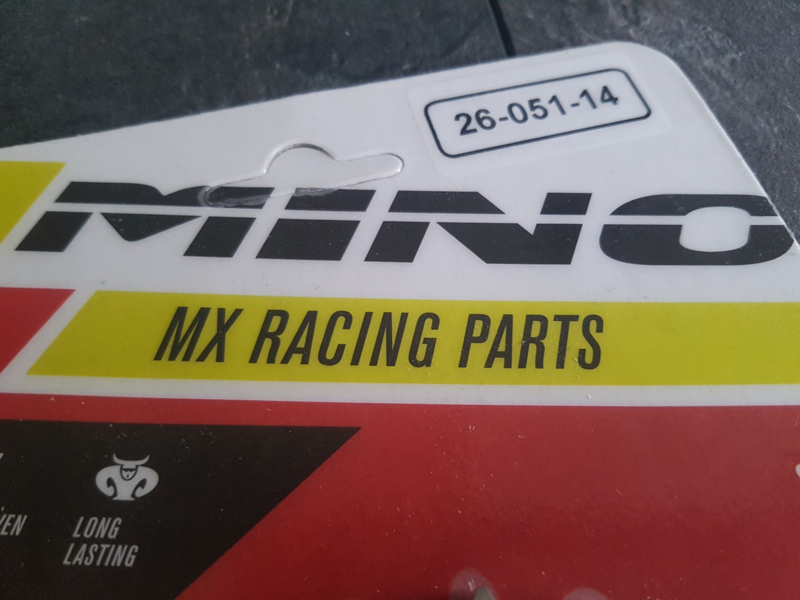 26-051-14
MINO
MX RACING PARTS
LONG
LASTING